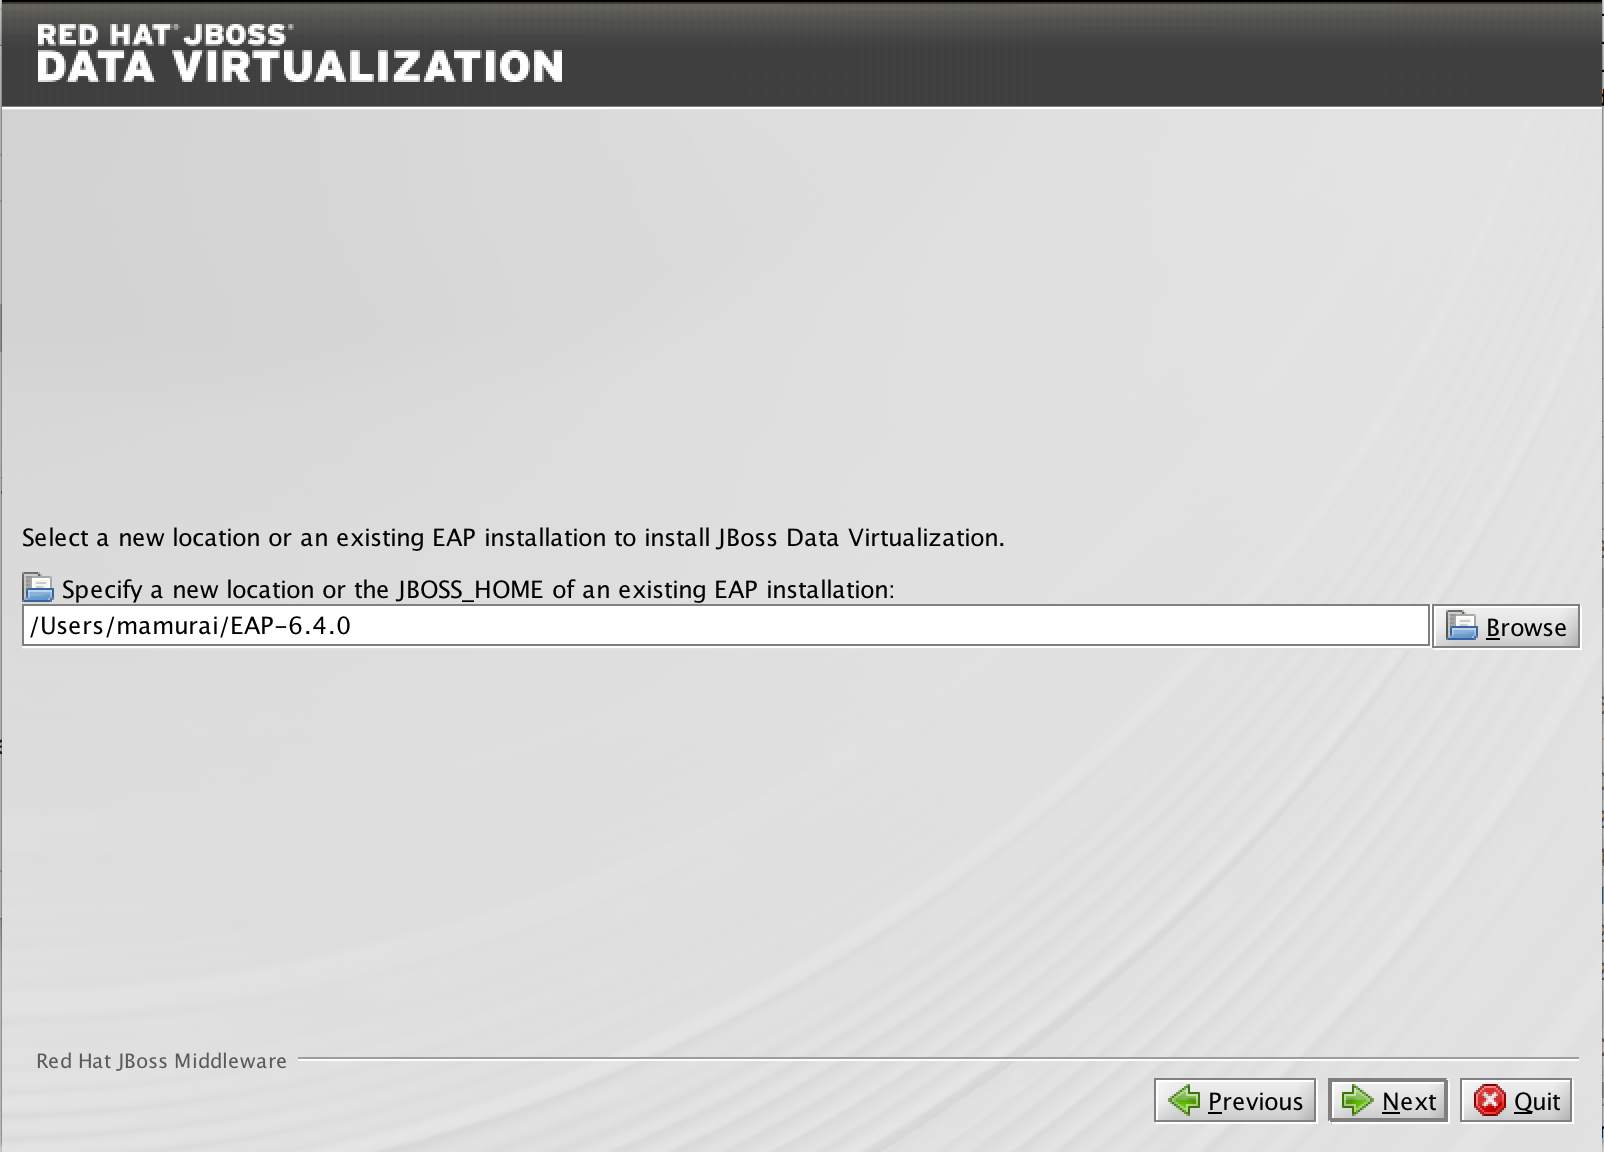 RED HAT® JBOSS®
DATA VIRTUALIZATION
Select a new location or an existing EAP installation to install JBoss Data Virtualization.
Specify a new location or the JBOSS_HOME of an existing EAP installation:
/Users/mamurai/EAP-6.4.0
Browse
Red Hat JBoss Middleware
Previous
Next
Quit